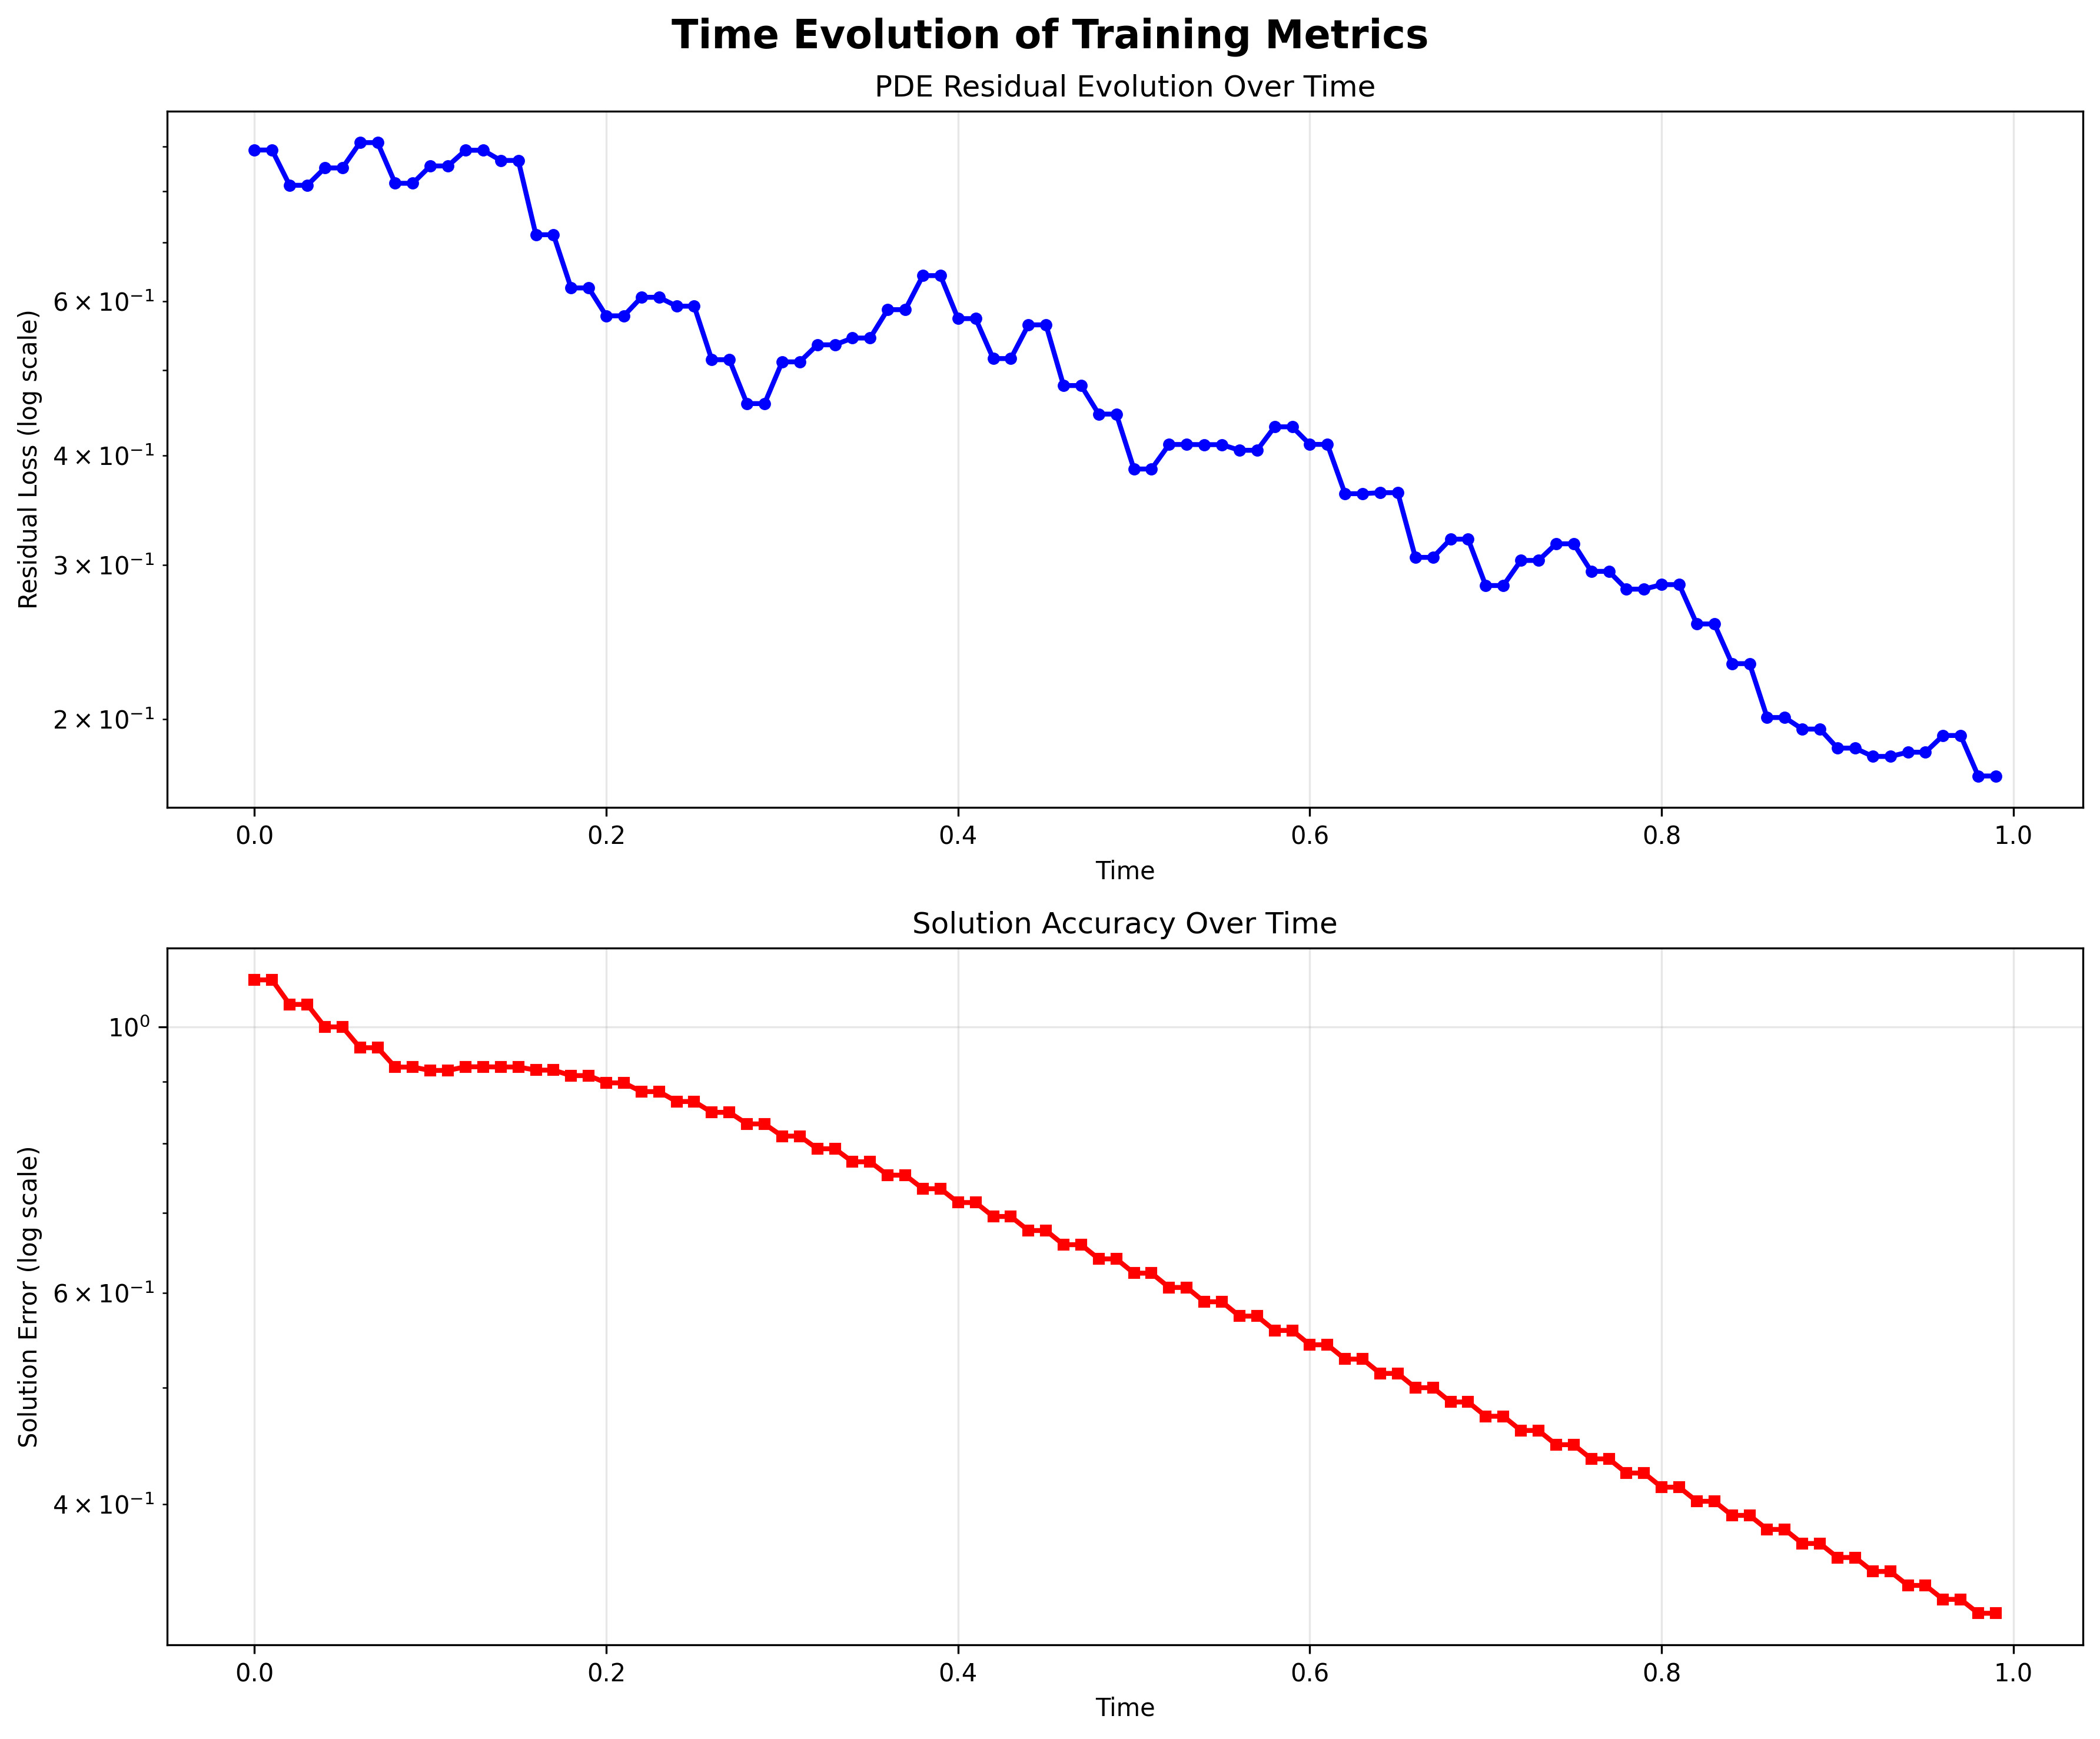 Time Evolution of Training Metrics
PDE Residual Evolution Over Time
Residual Loss (log scale)
6 × 10⁻¹
4 × 10⁻¹
3 × 10⁻¹
2 × 10⁻¹
0.0 0.2 0.4 0.6 0.8 1.0
Time
Solution Accuracy Over Time
Solution Error (log scale)
10⁰
6 × 10⁻¹
4 × 10⁻¹
0.0 0.2 0.4 0.6 0.8 1.0
Time